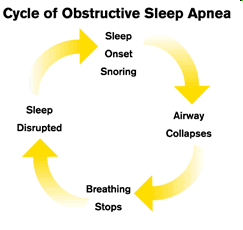 Cycle of Obstructive Sleep Apnea
Sleep
Onset
Snoring
Airway
Collapses
Breathing
Stops
Sleep
Disrupted